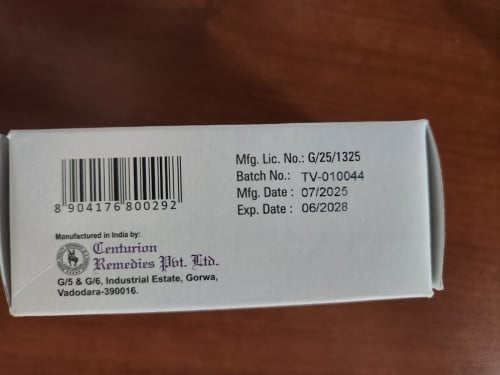 Mfg. Lic. No.: G/25/1325
Batch No.: TV-010044
Mfg. Date : 07/2025
Exp. Date : 06/2028
8 904176 800292
Manufactured in India by:
Centurion
Remedies Pvt. Ltd.
G/5 & G/6, Industrial Estate, Gorwa,
Vadodara-390016.